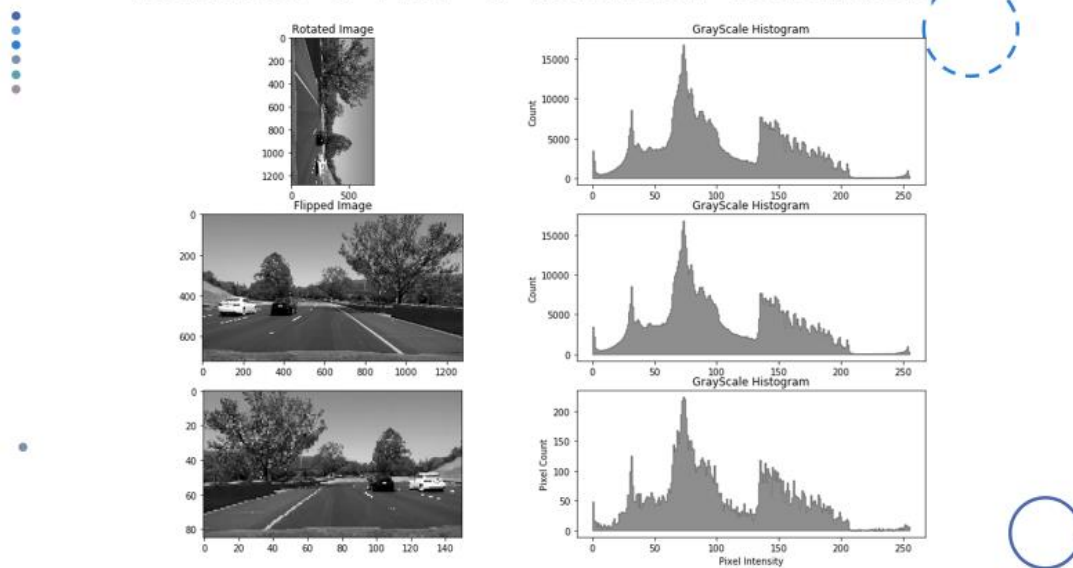 Rotated Image
0
200
400
600
800
1000
1200
0 500
GrayScale Histogram
Count
15000
10000
5000
0
0 50 100 150 200 250
Flipped Image
0
200
400
600
0 200 400 600 800 1000 1200
GrayScale Histogram
Count
15000
10000
5000
0
0 50 100 150 200 250
0
20
40
60
80
0 20 40 60 80 100 120 140
GrayScale Histogram
Pixel Count
200
150
100
50
0
0 50 100 150 200 250
Pixel Intensity